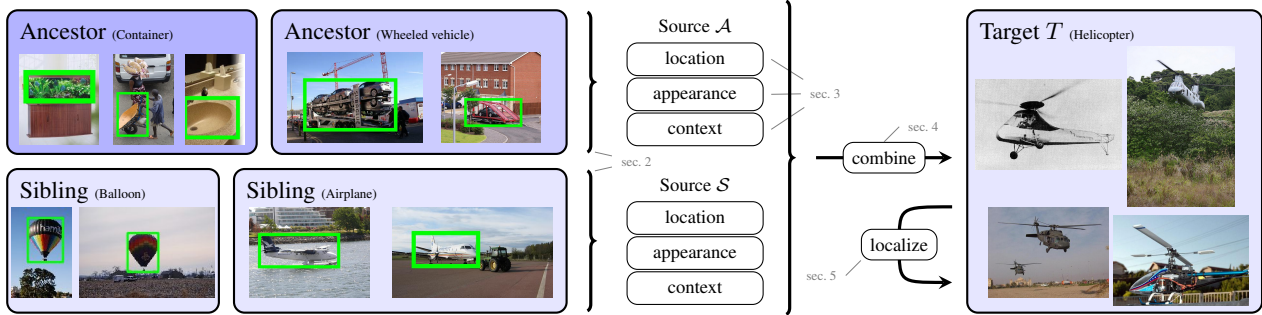 Ancestor (Container)
Ancestor (Wheeled vehicle)
Source A
location
appearance
context
sec. 3
sec. 4
combine
sec. 2
Sibling (Balloon)
Sibling (Airplane)
Source S
location
appearance
context
localize
sec. 5
Target T (Helicopter)